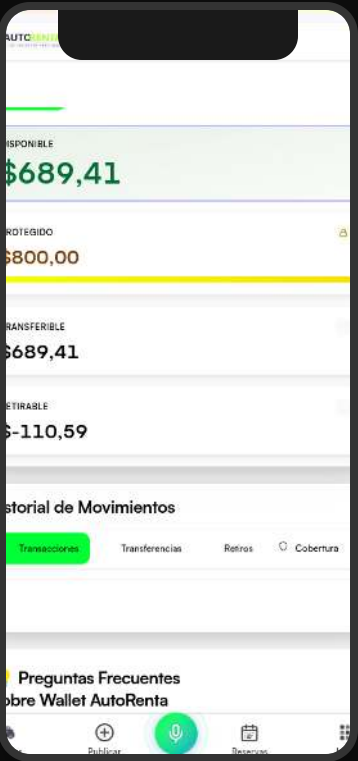 AUTORENTA
ISPONIBLE
$689,41
ROTEGIDO
$800,00
RANSFERIBLE
$689,41
ETIRABLE
$-110,59
storial de Movimientos
Transacciones Transferencias Retiros Cobertura
Preguntas Frecuentes
obre Wallet AutoRenta
Publicar Reservas